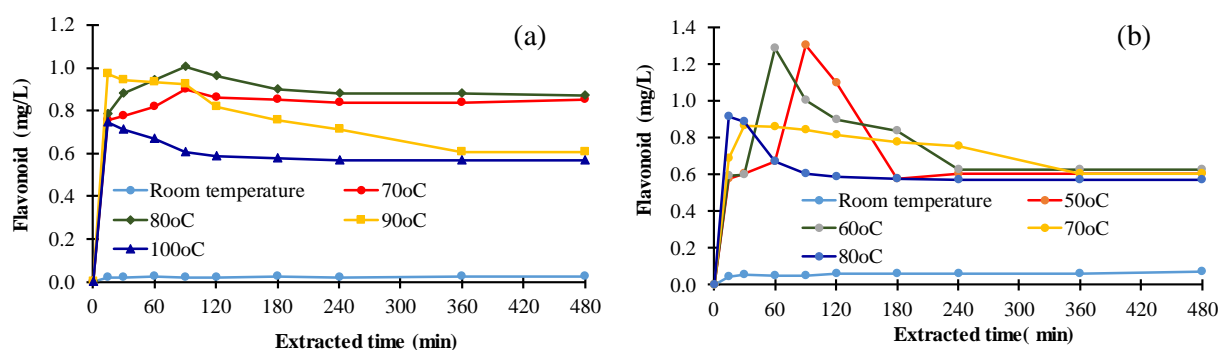 (a)
Flavonoid (mg/L)
1.2
1.0
0.8
0.6
0.4
0.2
0.0
Room temperature
70oC
80oC
90oC
100oC
0 60 120 180 240 300 360 420 480
Extracted time (min)
(b)
Flavonoid (mg/L)
1.4
1.2
1.0
0.8
0.6
0.4
0.2
0.0
Room temperature
50oC
60oC
70oC
80oC
0 60 120 180 240 300 360 420 480
Extracted time( min)